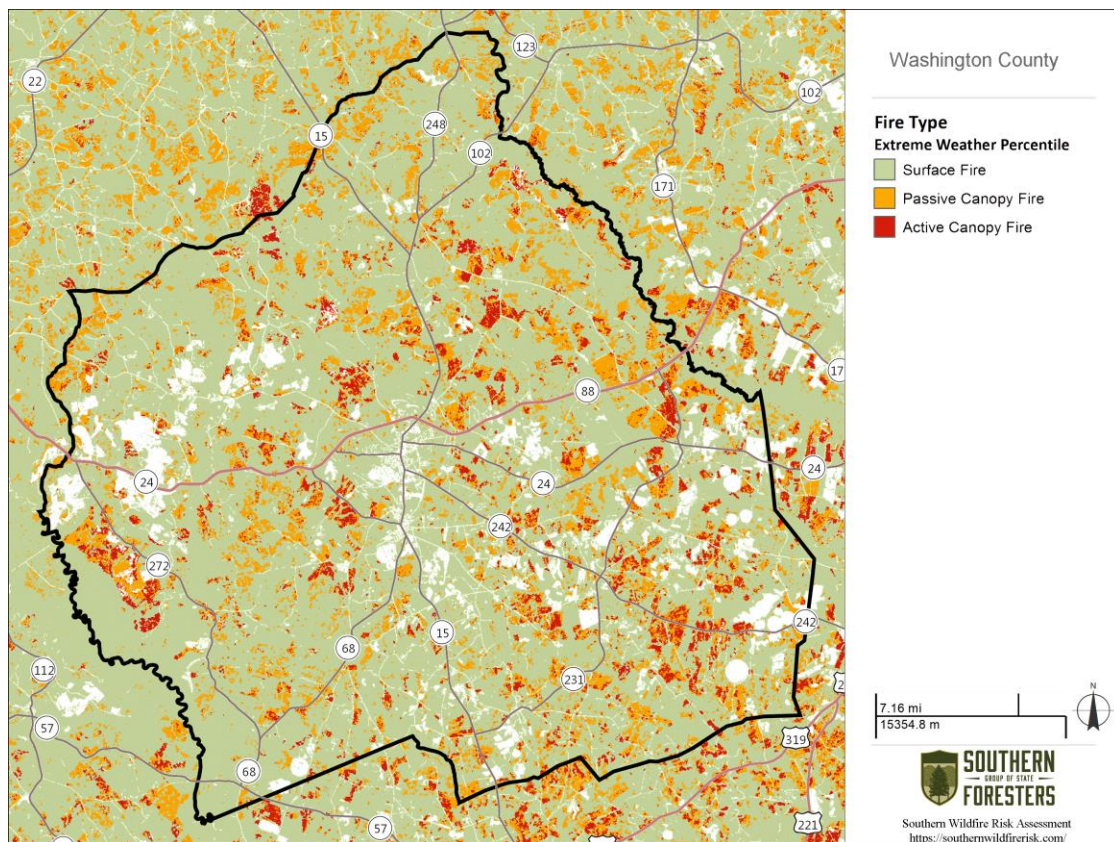 123
22
102
15
248
102
171
17
88
24
24
24
242
272
242
15
68
112
231
57
2
319
68
57
221
Washington County
Fire Type
Extreme Weather Percentile
Surface Fire
Passive Canopy Fire
Active Canopy Fire
7.16 mi
15354.8 m
N
SOUTHERN
GROUP OF STATE
FORESTERS
Southern Wildfire Risk Assessment
https://southernwildfirerisk.com/